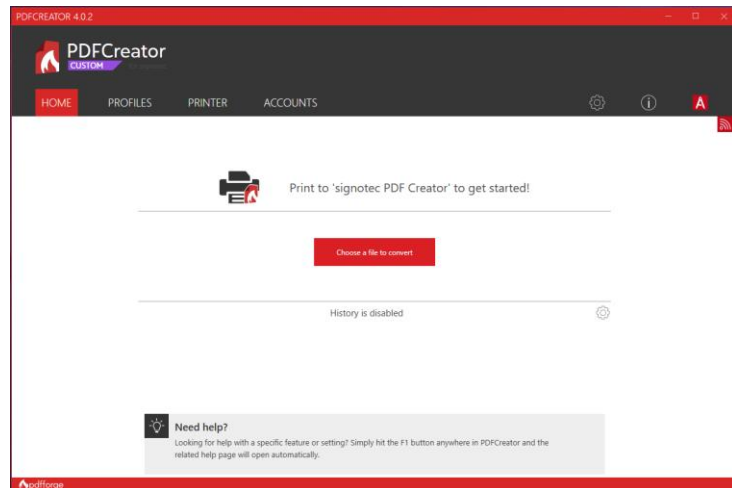 PDFCREATOR 4.0.2
PDFCreator
CUSTOM
HOME PROFILES PRINTER ACCOUNTS
A
Print to 'signotec PDF Creator' to get started!
Choose a file to convert
History is disabled
Need help?
Looking for help with a specific feature or setting? Simply hit the F1 button anywhere in PDFCreator and the
related help page will open automatically.
pdfforge